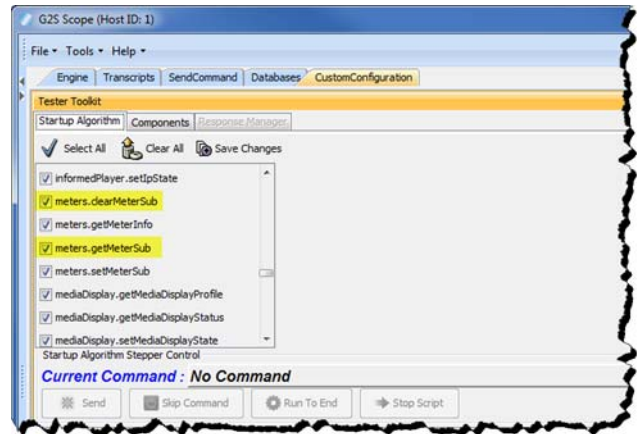 G2S Scope (Host ID: 1)
File Tools Help
Engine Transcripts SendCommand Databases CustomConfiguration
Tester Toolkit
Startup Algorithm Components Response Manager
Select All Clear All Save Changes
informedPlayer.setIpState
meters.clearMeterSub
meters.getMeterInfo
meters.getMeterSub
meters.setMeterSub
mediaDisplay.getMediaDisplayProfile
mediaDisplay.getMediaDisplayStatus
mediaDisplay.setMediaDisplayState
Startup Algorithm Stepper Control
Current Command : No Command
Send Skip Command Run To End Stop Script